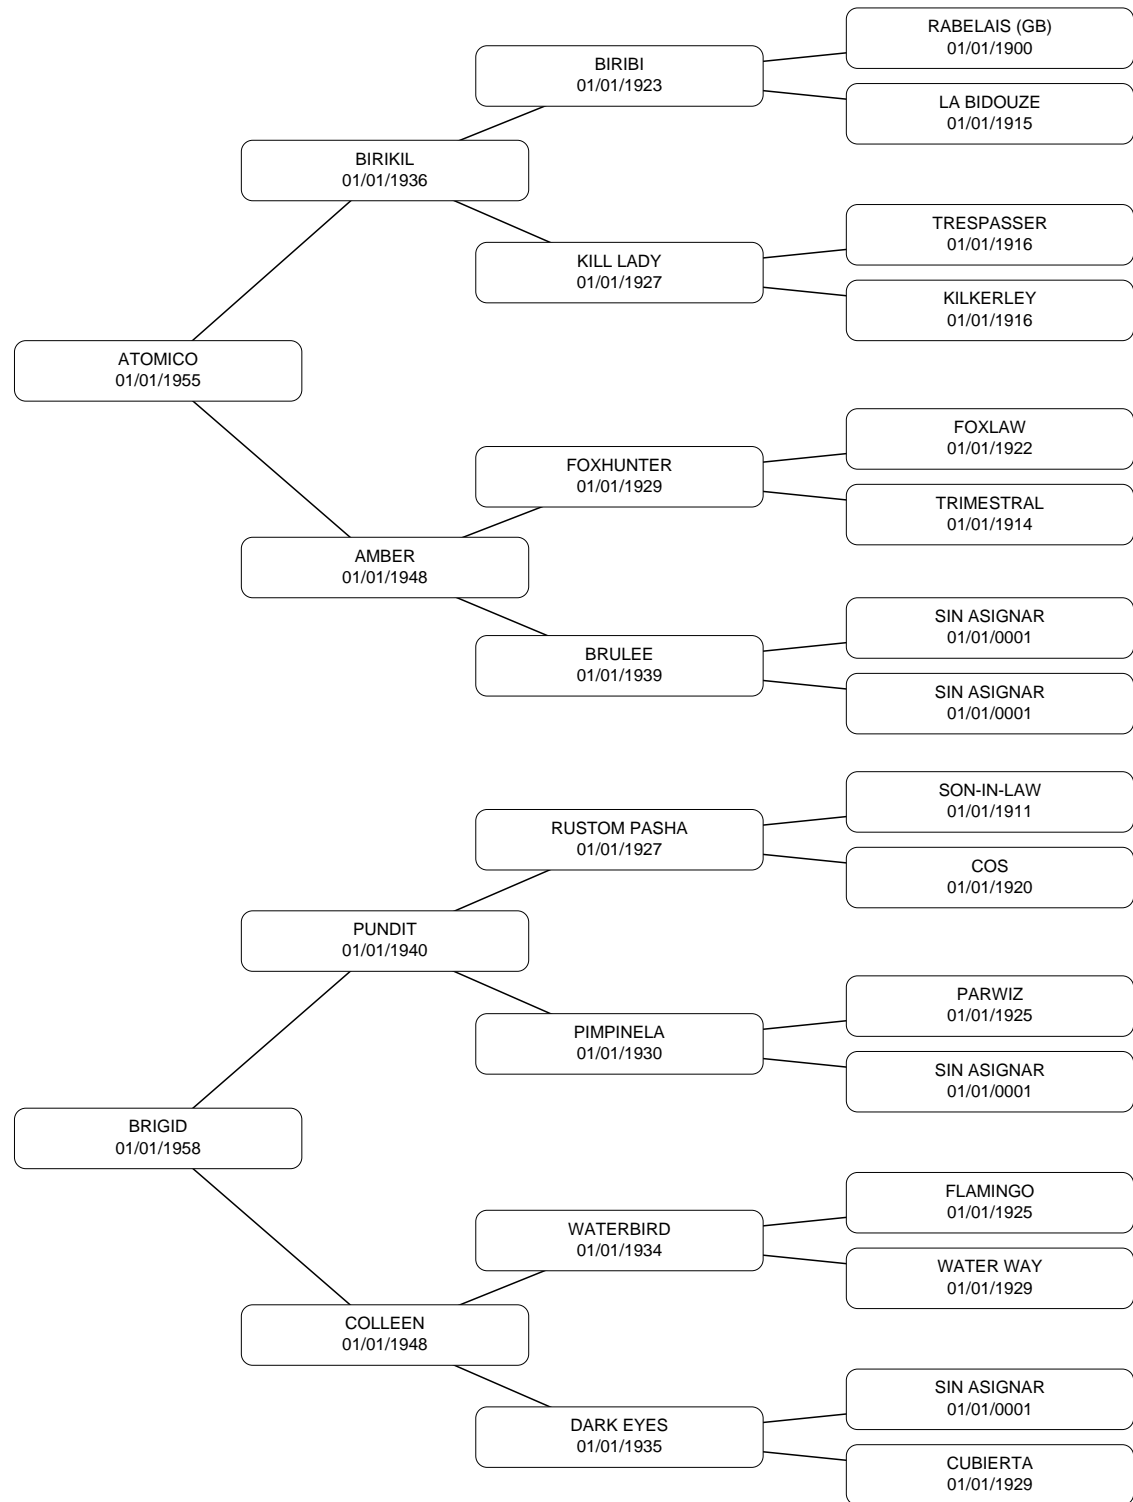 RABELAIS (GB)
01/01/1900
BIRIBI
01/01/1923
LA BIDOUZE
01/01/1915
BIRIKIL
01/01/1936
TRESPASSER
01/01/1916
KILL LADY
01/01/1927
KILKERLEY
01/01/1916
ATOMICO
01/01/1955
FOXLAW
01/01/1922
FOXHUNTER
01/01/1929
TRIMESTRAL
01/01/1914
AMBER
01/01/1948
SIN ASIGNAR
01/01/0001
BRULEE
01/01/1939
SIN ASIGNAR
01/01/0001
SON-IN-LAW
01/01/1911
RUSTOM PASHA
01/01/1927
COS
01/01/1920
PUNDIT
01/01/1940
PARWIZ
01/01/1925
PIMPINELA
01/01/1930
SIN ASIGNAR
01/01/0001
BRIGID
01/01/1958
FLAMINGO
01/01/1925
WATERBIRD
01/01/1934
WATER WAY
01/01/1929
COLLEEN
01/01/1948
SIN ASIGNAR
01/01/0001
DARK EYES
01/01/1935
CUBIERTA
01/01/1929